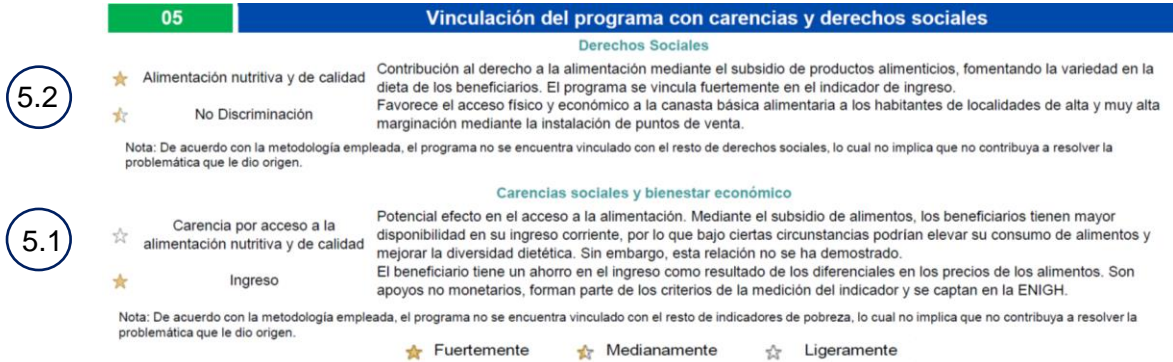 05 Vinculación del programa con carencias y derechos sociales
Derechos Sociales
5.2
Alimentación nutritiva y de calidad
Contribución al derecho a la alimentación mediante el subsidio de productos alimenticios, fomentando la variedad en la
dieta de los beneficiarios. El programa se vincula fuertemente en el indicador de ingreso.
No Discriminación
Favorece el acceso físico y económico a la canasta básica alimentaria a los habitantes de localidades de alta y muy alta
marginación mediante la instalación de puntos de venta.
Nota: De acuerdo con la metodología empleada, el programa no se encuentra vinculado con el resto de derechos sociales, lo cual no implica que no contribuya a resolver la
problemática que le dio origen.
Carencias sociales y bienestar económico
5.1
Carencia por acceso a la
alimentación nutritiva y de calidad
Potencial efecto en el acceso a la alimentación. Mediante el subsidio de alimentos, los beneficiarios tienen mayor
disponibilidad en su ingreso corriente, por lo que bajo ciertas circunstancias podrían elevar su consumo de alimentos y
mejorar la diversidad dietética. Sin embargo, esta relación no se ha demostrado.
Ingreso
El beneficiario tiene un ahorro en el ingreso como resultado de los diferenciales en los precios de los alimentos. Son
apoyos no monetarios, forman parte de los criterios de la medición del indicador y se captan en la ENIGH.
Nota: De acuerdo con la metodología empleada, el programa no se encuentra vinculado con el resto de indicadores de pobreza, lo cual no implica que no contribuya a resolver la
problemática que le dio origen.
Fuertemente Medianamente Ligeramente